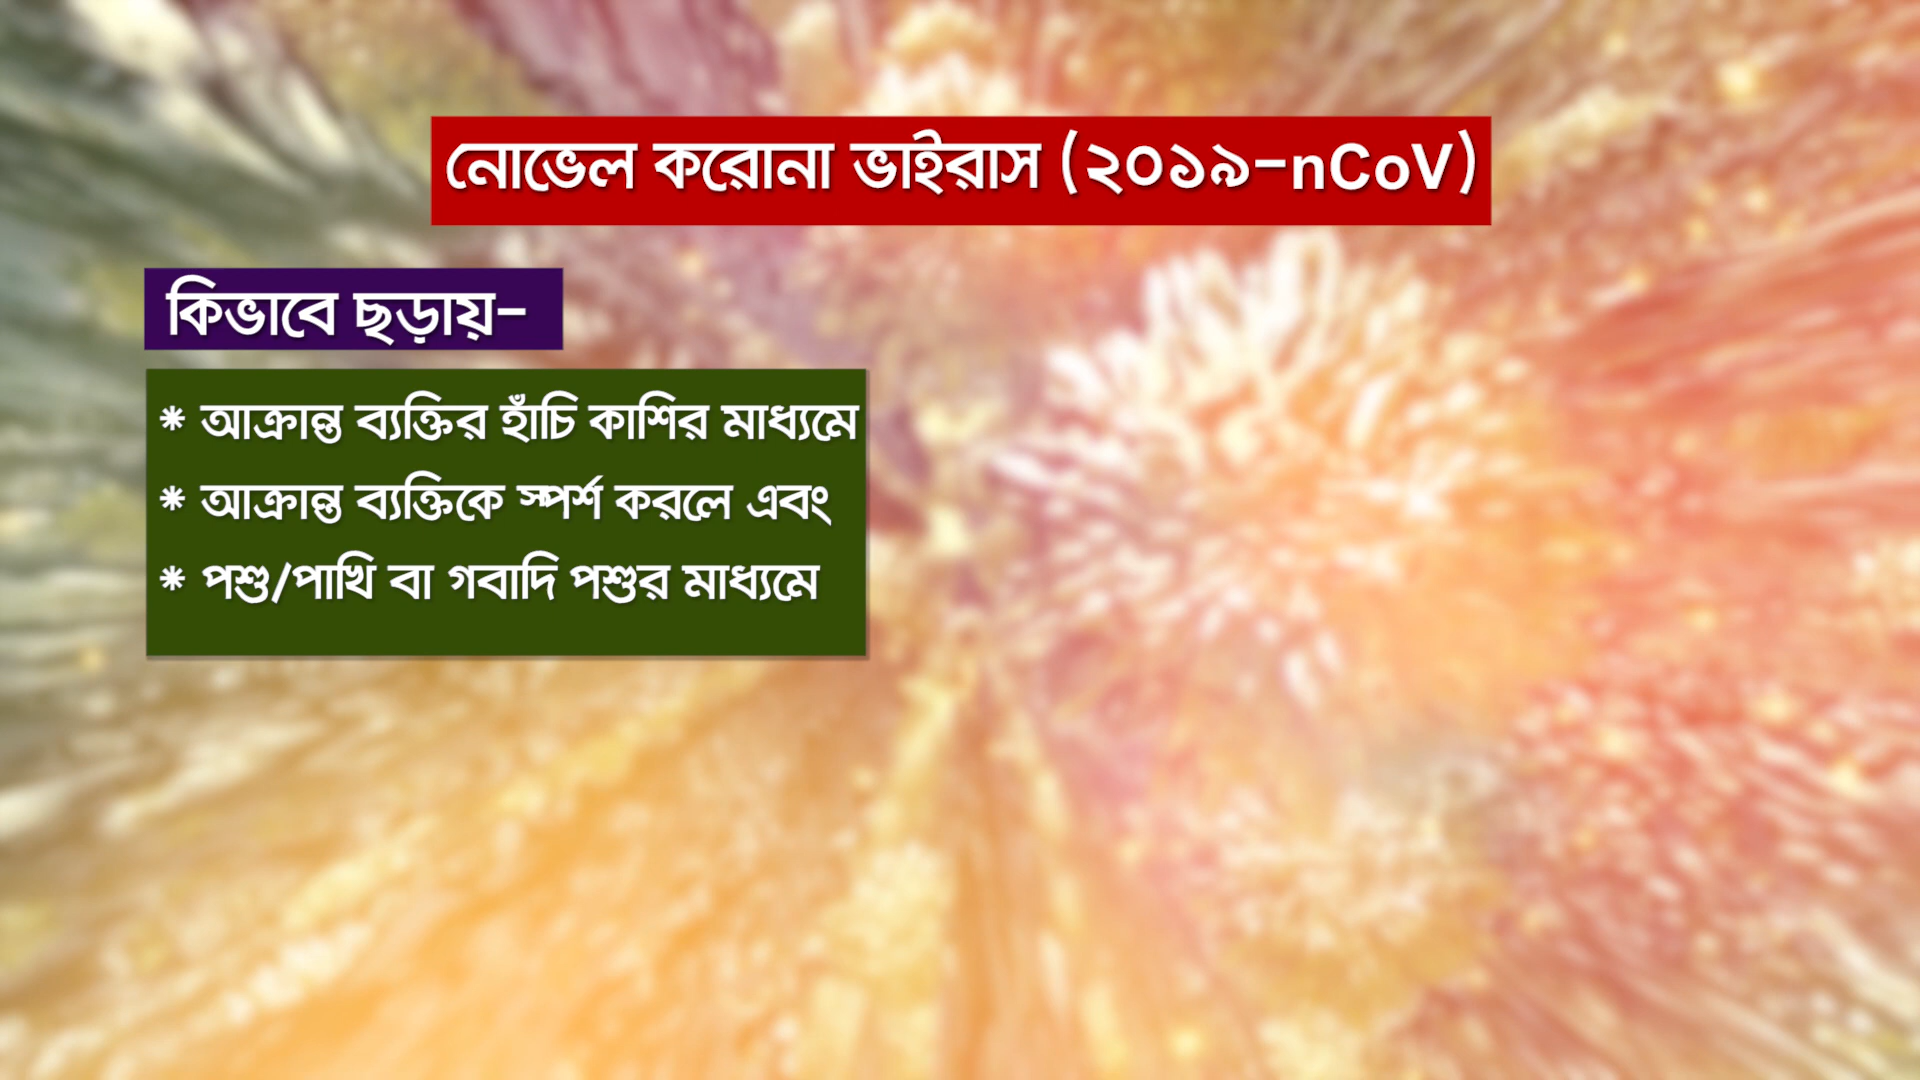 নোভেল করোনা ভাইরাস (২০১৯-nCoV)
কিভাবে ছড়ায়-
* আক্রান্ত ব্যক্তির হাঁচি কাশির মাধ্যমে
* আক্রান্ত ব্যক্তিকে স্পর্শ করলে এবং
* পশু/পাখি বা গবাদি পশুর মাধ্যমে